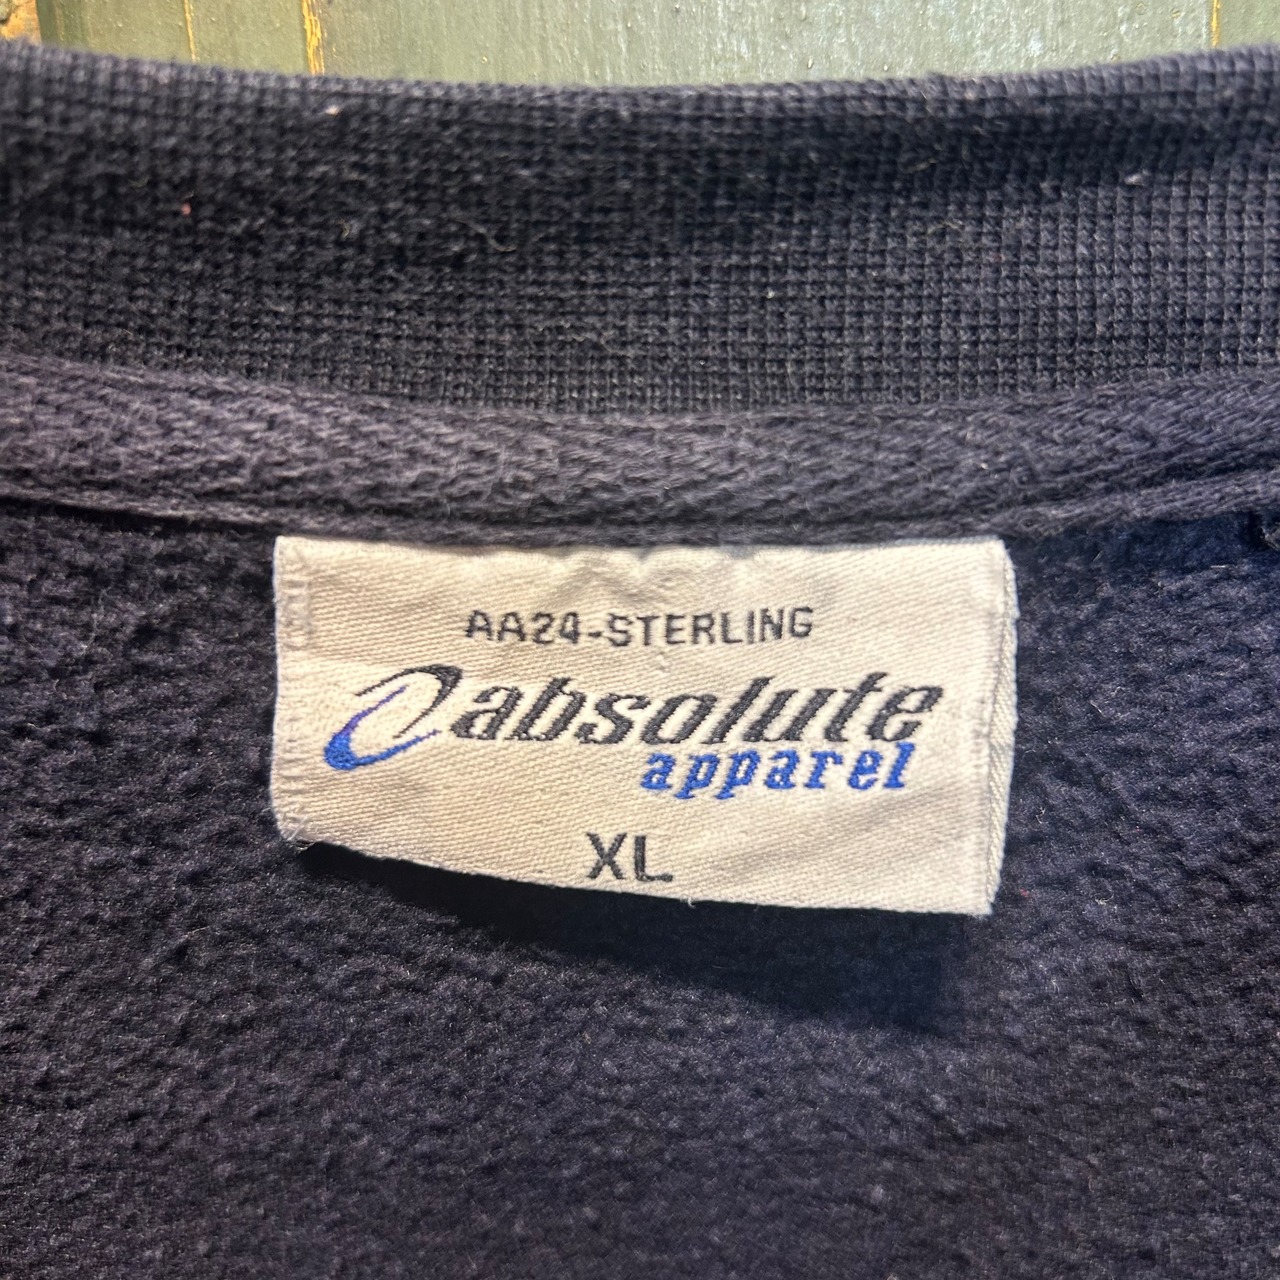 AA24-STERLING
absolute
apparel
XL